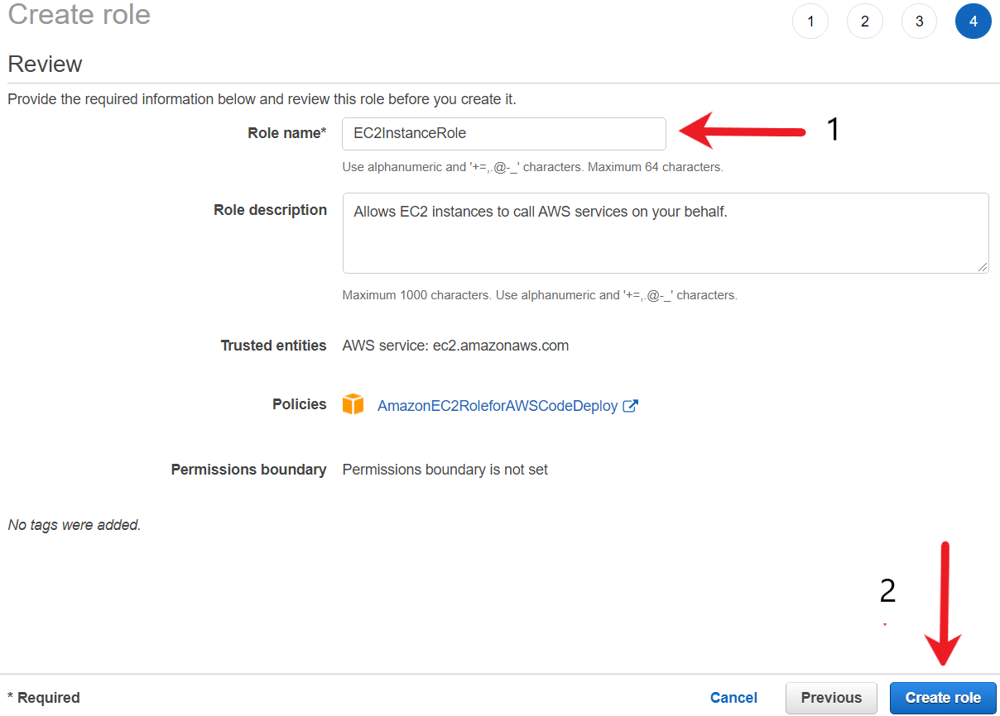 Create role
1 2 3 4
Review
Provide the required information below and review this role before you create it.
Role name* EC2InstanceRole 1
Use alphanumeric and '+=,.@-_' characters. Maximum 64 characters.
Role description Allows EC2 instances to call AWS services on your behalf.
Maximum 1000 characters. Use alphanumeric and '+=,.@-_' characters.
Trusted entities AWS service: ec2.amazonaws.com
Policies AmazonEC2RoleforAWSCodeDeploy
Permissions boundary Permissions boundary is not set
No tags were added.
2
* Required Cancel Previous Create role